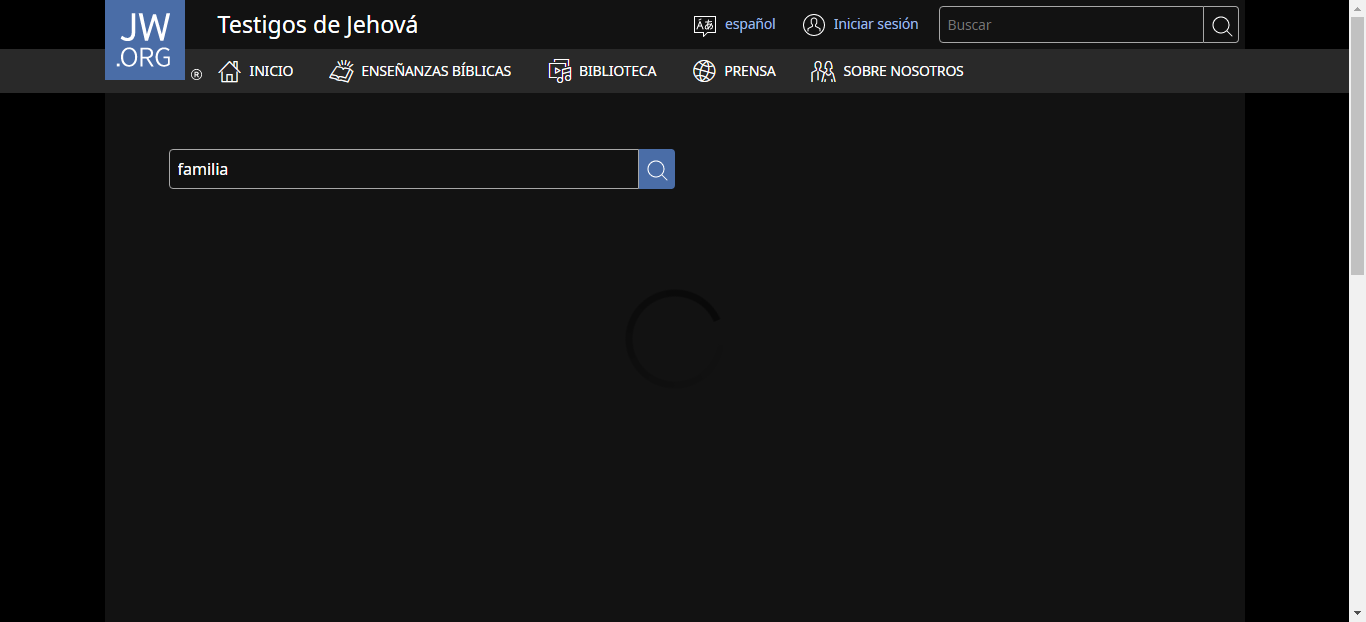 JW
.ORG
®
Testigos de Jehová
español
Iniciar sesión
Buscar
INICIO
ENSEÑANZAS BÍBLICAS
BIBLIOTECA
PRENSA
SOBRE NOSOTROS
familia